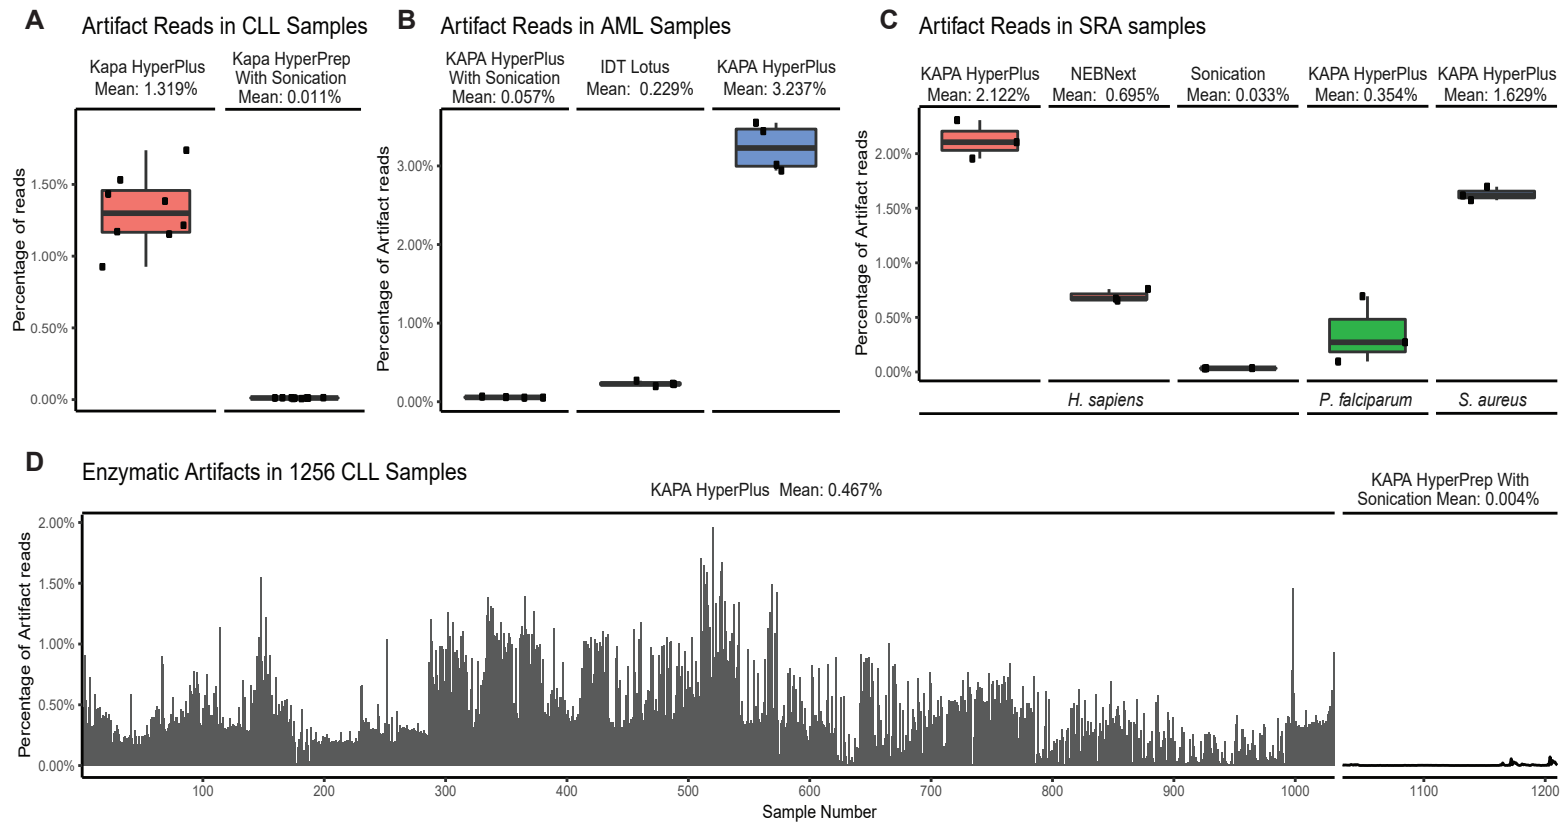 A
Artifact Reads in CLL Samples
Kapa HyperPlus
Mean: 1.319%
Kapa HyperPrep
With Sonication
Mean: 0.011%
Percentage of reads
1.50%
1.00%
0.50%
0.00%
B
Artifact Reads in AML Samples
KAPA HyperPlus
With Sonication
Mean: 0.057%
IDT Lotus
Mean: 0.229%
KAPA HyperPlus
Mean: 3.237%
Percentage of Artifact reads
3.00%
2.00%
1.00%
0.00%
C
Artifact Reads in SRA samples
KAPA HyperPlus
Mean: 2.122%
NEBNext
Mean: 0.695%
Sonication
Mean: 0.033%
KAPA HyperPlus
Mean: 0.354%
KAPA HyperPlus
Mean: 1.629%
Percentage of Artifact reads
2.00%
1.50%
1.00%
0.50%
0.00%
H. sapiens
P. falciparum
S. aureus
D
Enzymatic Artifacts in 1256 CLL Samples
KAPA HyperPlus Mean: 0.467%
KAPA HyperPrep With
Sonication Mean: 0.004%
Percentage of Artifact reads
2.00%
1.50%
1.00%
0.50%
0.00%
100 200 300 400 500 600 700 800 900 1000 1100 1200
Sample Number